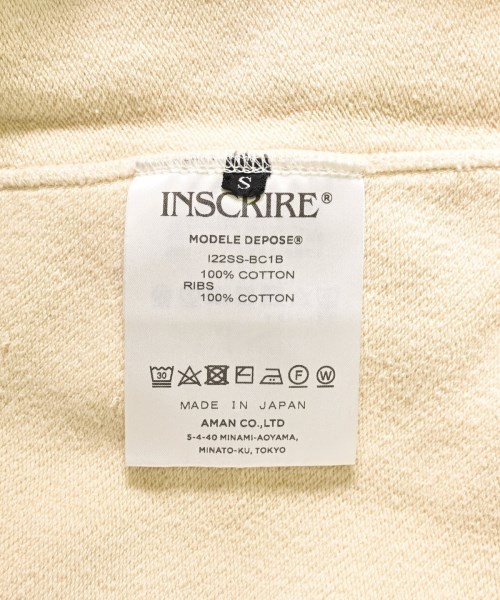 S
INSCRIRE®
MODELE DEPOSE®
I22SS-BC1B
100% COTTON
RIBS
100% COTTON
30
F W
MADE IN JAPAN
AMAN CO.,LTD
5-4-40 MINAMI-AOYAMA,
MINATO-KU, TOKYO